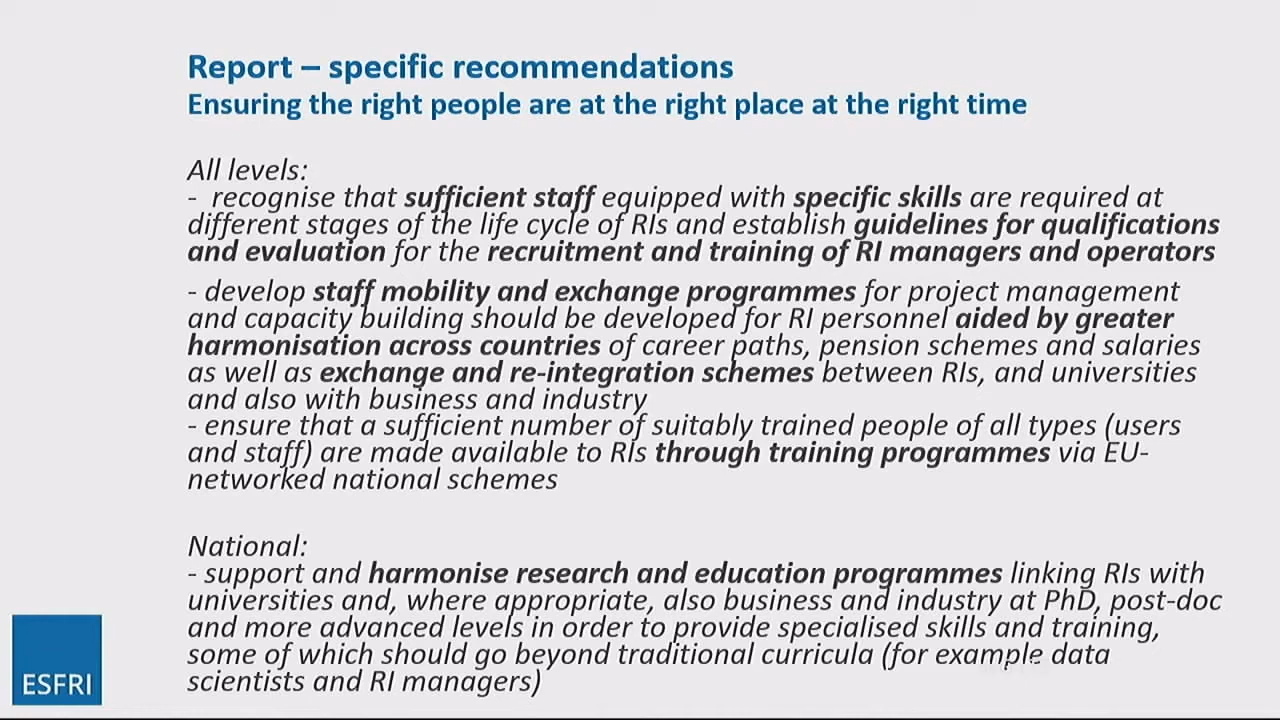 Report – specific recommendations
Ensuring the right people are at the right place at the right time
All levels:
- recognise that sufficient staff equipped with specific skills are required at
different stages of the life cycle of RIs and establish guidelines for qualifications
and evaluation for the recruitment and training of RI managers and operators
- develop staff mobility and exchange programmes for project management
and capacity building should be developed for RI personnel aided by greater
harmonisation across countries of career paths, pension schemes and salaries
as well as exchange and re-integration schemes between RIs, and universities
and also with business and industry
- ensure that a sufficient number of suitably trained people of all types (users
and staff) are made available to RIs through training programmes via EU-
networked national schemes
National:
- support and harmonise research and education programmes linking RIs with
universities and, where appropriate, also business and industry at PhD, post-doc
and more advanced levels in order to provide specialised skills and training,
some of which should go beyond traditional curricula (for example data
scientists and RI managers)
ESFRI